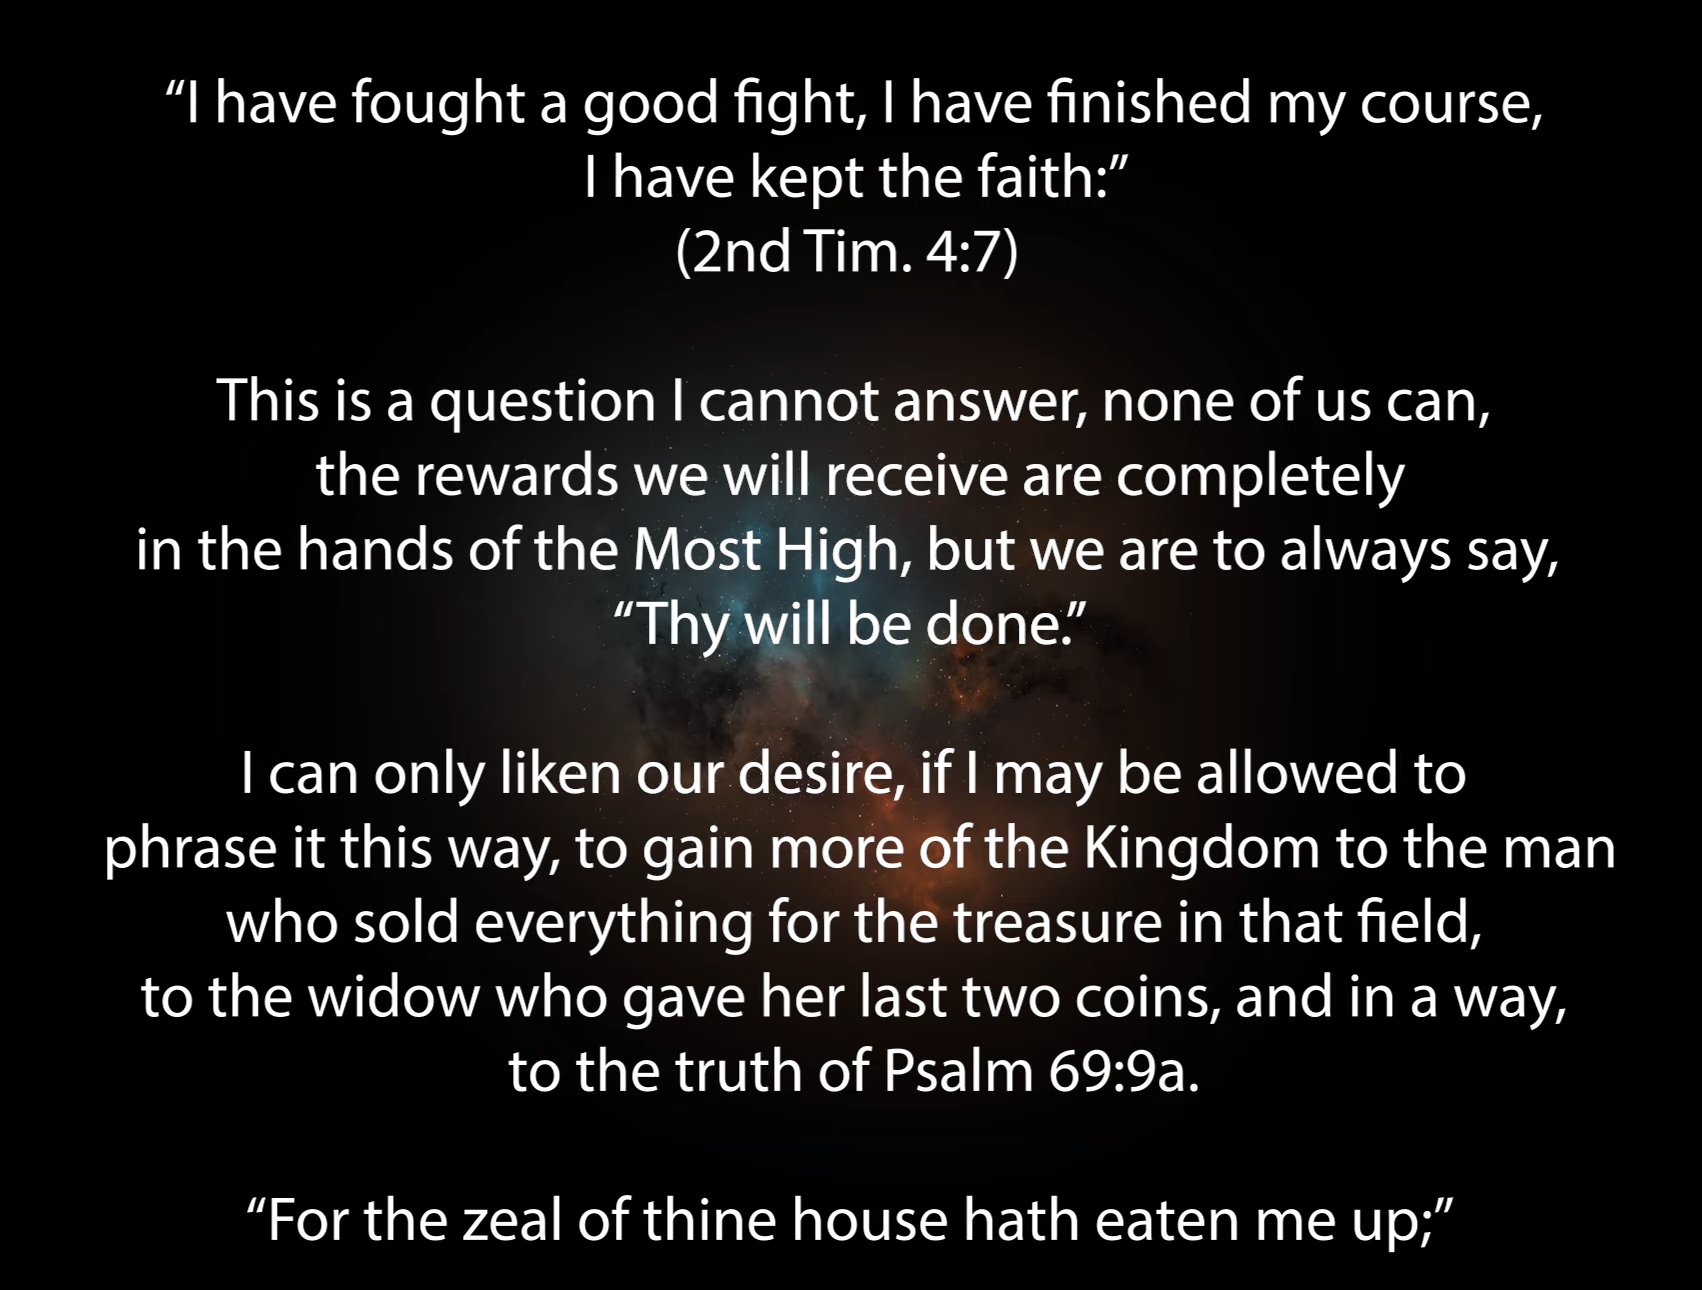 “I have fought a good fight, I have finished my course,
I have kept the faith:”
(2nd Tim. 4:7)
This is a question I cannot answer, none of us can,
the rewards we will receive are completely
in the hands of the Most High, but we are to always say,
“Thy will be done.”
I can only liken our desire, if I may be allowed to
phrase it this way, to gain more of the Kingdom to the man
who sold everything for the treasure in that field,
to the widow who gave her last two coins, and in a way,
to the truth of Psalm 69:9a.
“For the zeal of thine house hath eaten me up;”